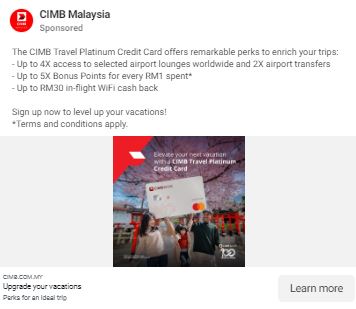 CIMB Malaysia
Sponsored
The CIMB Travel Platinum Credit Card offers remarkable perks to enrich your trips:
- Up to 4X access to selected airport lounges worldwide and 2X airport transfers
- Up to 5X Bonus Points for every RM1 spent*
- Up to RM30 in-flight WiFi cash back
Sign up now to level up your vacations!
*Terms and conditions apply.
Elevate your next vacation
with a CIMB Travel Platinum
Credit Card
CIMB BANK
CIMB.COM.MY
Upgrade your vacations
Perks for an ideal trip
Learn more